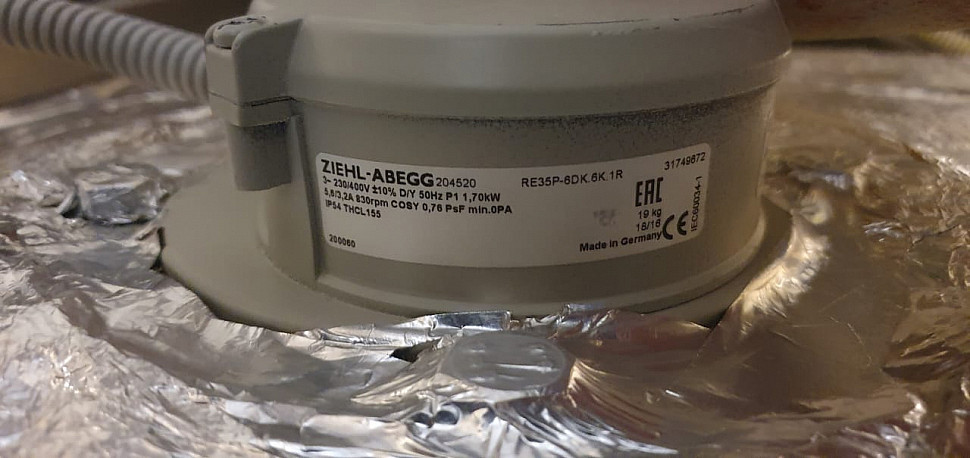 ZIEHL-ABEGG 204520 RE35P-6DK.6K.1R 31749672
3~ 230/400V ±10% D/Y 50Hz P1 1,70kW
5,6/3,2A 830rpm COSY 0,76 PsF min.0PA
IP54 THCL155
EAC
19 kg
18/16
200060
Made in Germany CE
IEC60034-1